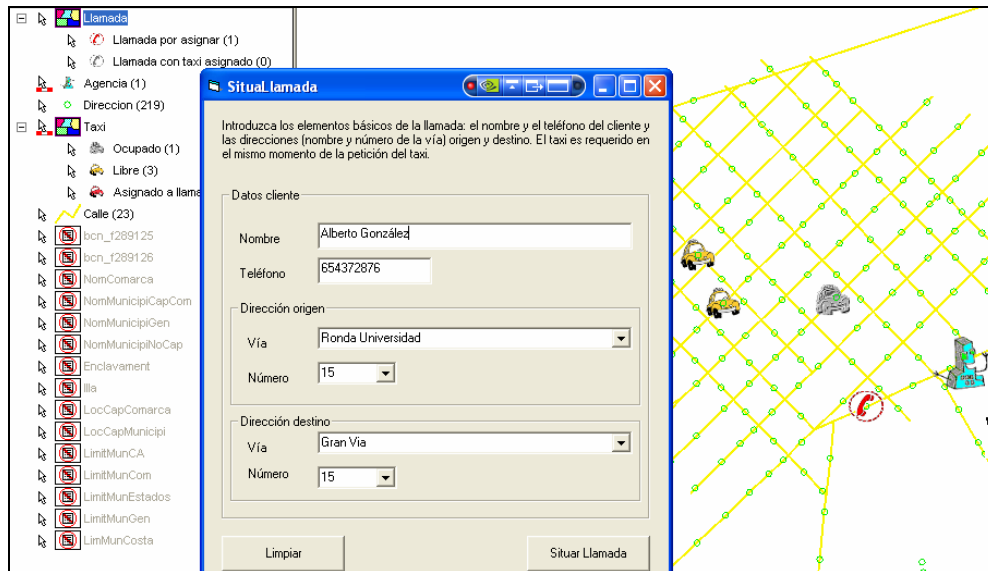 Llamada
Llamada por asignar (1)
Llamada con taxi asignado (0)
Agencia (1)
Direccion (219)
Taxi
Ocupado (1)
Libre (3)
Asignado a llama
Calle (23)
bcn_f289125
bcn_f289126
NomComarca
NomMunicipiCapCom
NomMunicipiGen
NomMunicipiNoCap
Enclavament
Illa
LocCapComarca
LocCapMunicipi
LimitMunCA
LimitMunCom
LimitMunEstados
LimitMunGen
LimMunCosta
SituaLlamada
Introduzca los elementos básicos de la llamada: el nombre y el teléfono del cliente y
las direcciones (nombre y número de la vía) origen y destino. El taxi es requerido en
el mismo momento de la petición del taxi.
Datos cliente
Nombre Alberto González
Teléfono 654372876
Dirección origen
Vía Ronda Universidad
Número 15
Dirección destino
Vía Gran Via
Número 15
Limpiar Situar Llamada